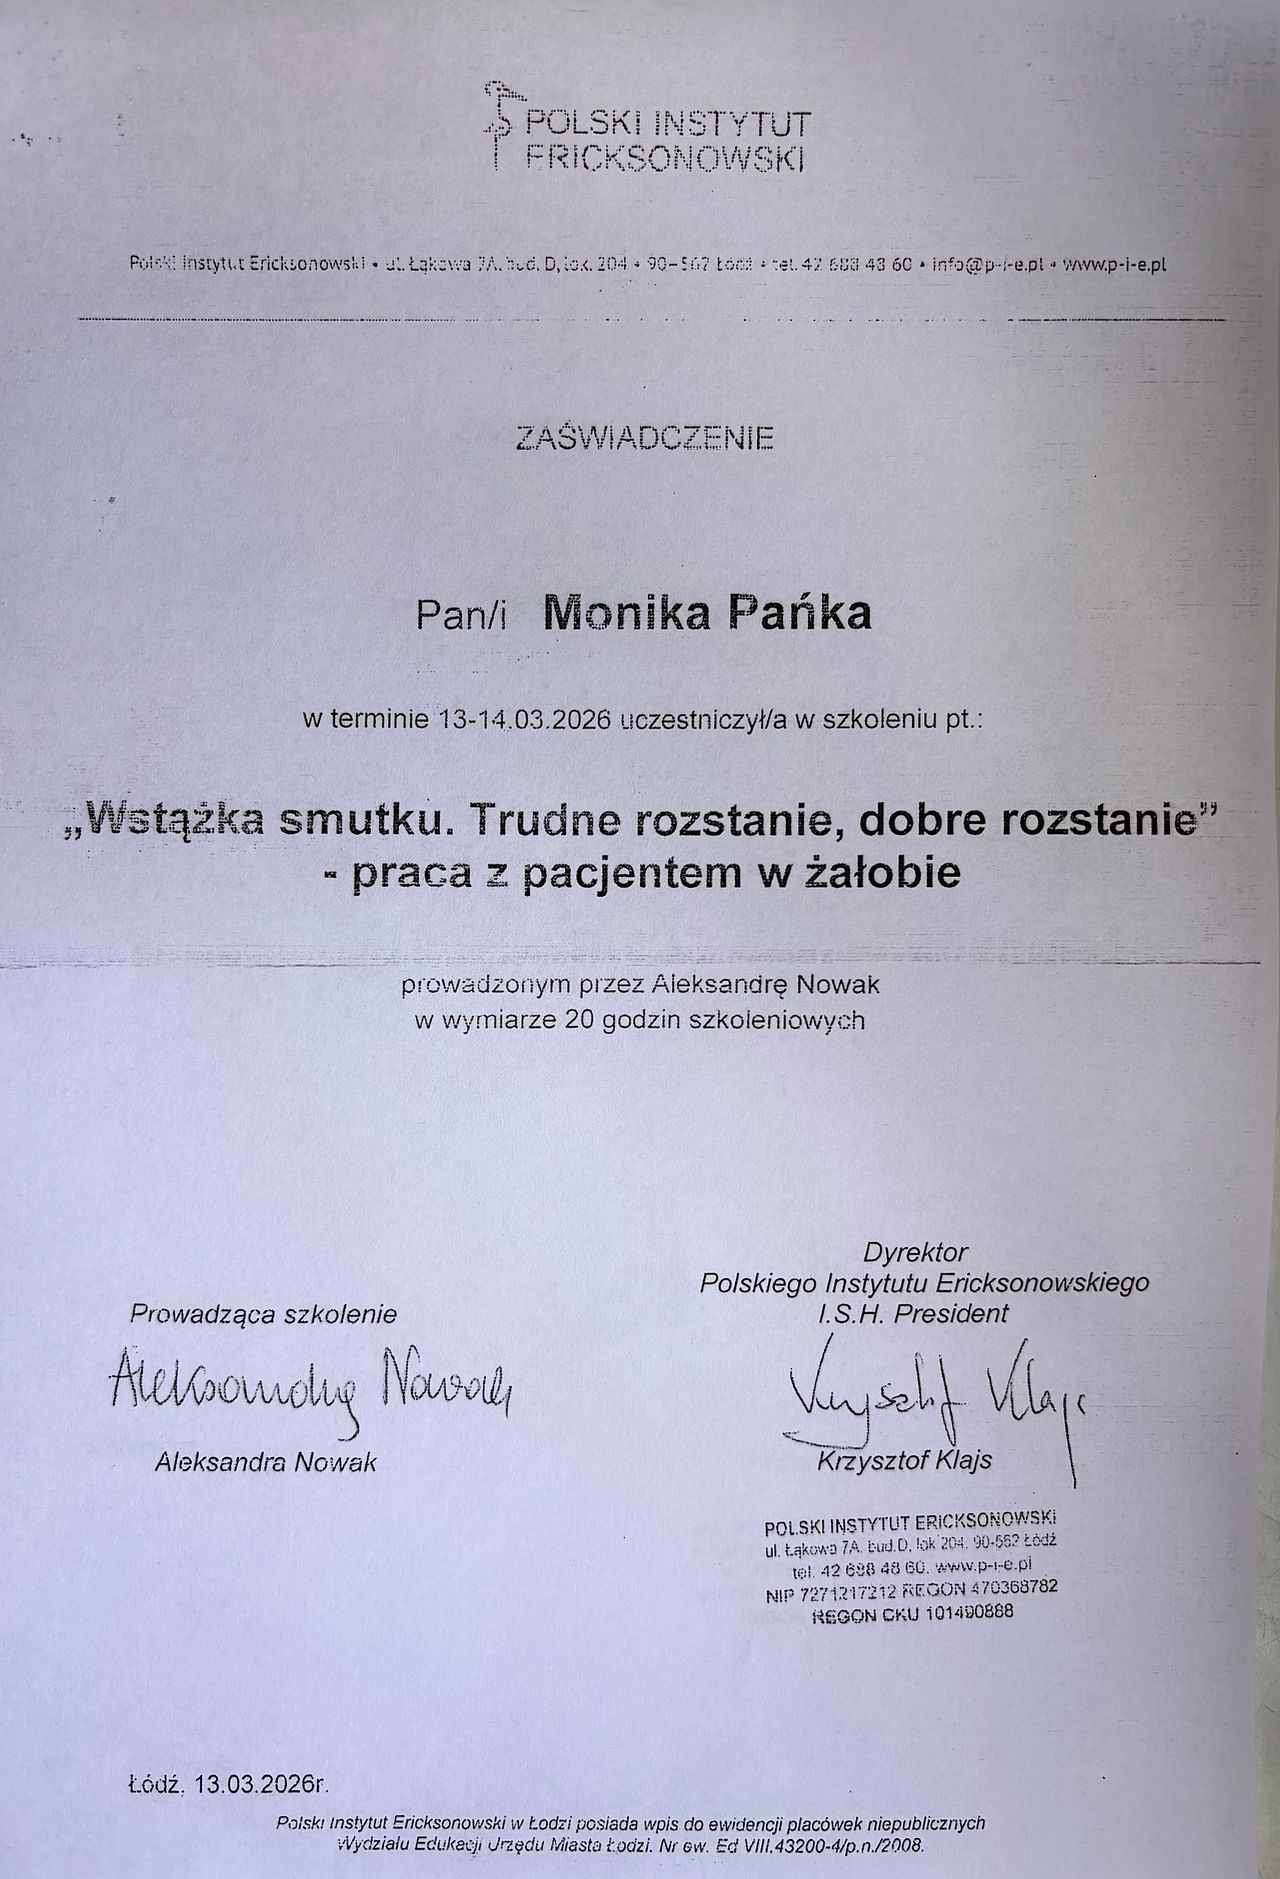 POLSKI INSTYTUT
ERICKSONOWSKI
Polski Instytut Ericksonowski • ul. Łąkowa 7A, bud. D, lok. 204 • 90-562 Łódź • tel. 42 688 48 60 • info@p-i-e.pl • www.p-i-e.pl
ZAŚWIADCZENIE
Pan/i Monika Pańka
w terminie 13-14.03.2026 uczestniczył/a w szkoleniu pt.:
„Wstążka smutku. Trudne rozstanie, dobre rozstanie”
- praca z pacjentem w żałobie
prowadzonym przez Aleksandrę Nowak
w wymiarze 20 godzin szkoleniowych
Dyrektor
Polskiego Instytutu Ericksonowskiego
I.S.H. President
Prowadząca szkolenie
Aleksandra Nowak
Krzysztof Klajs
Aleksandra Nowak
Krzysztof Klajs
POLSKI INSTYTUT ERICKSONOWSKI
ul. Łąkowa 7A, bud.D, lok 204, 90-562 Łódź
tel. 42 688 48 60, www.p-i-e.pl
NIP 7271217212 REGON 470368782
REGON CKU 101490888
Łódź, 13.03.2026r.
Polski Instytut Ericksonowski w Łodzi posiada wpis do ewidencji placówek niepublicznych
Wydziału Edukacji Urzędu Miasta Łodzi. Nr ew. Ed VIII.43200-4/p.n./2008.